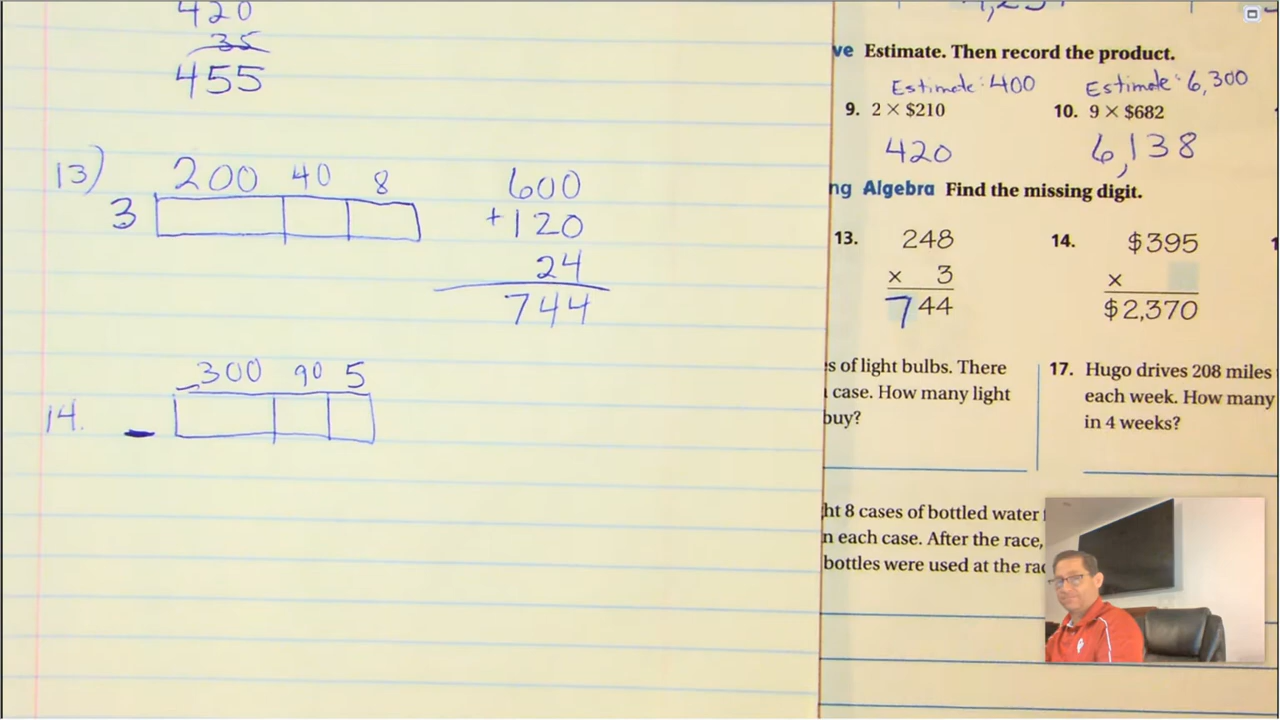 420
35
455
13)
200 40 8
3
600
+120
24
744
14.
300 90 5
_
ve Estimate. Then record the product.
Estimate: 400
Estimate: 6,300
9. 2 × $210
10. 9 × $682
420
6,138
ng Algebra Find the missing digit.
13. 248
× 3
744
14. $395
×
$2,370
s of light bulbs. There
case. How many light
buy?
17. Hugo drives 208 miles
each week. How many
in 4 weeks?
ht 8 cases of bottled water
n each case. After the race,
bottles were used at the rac